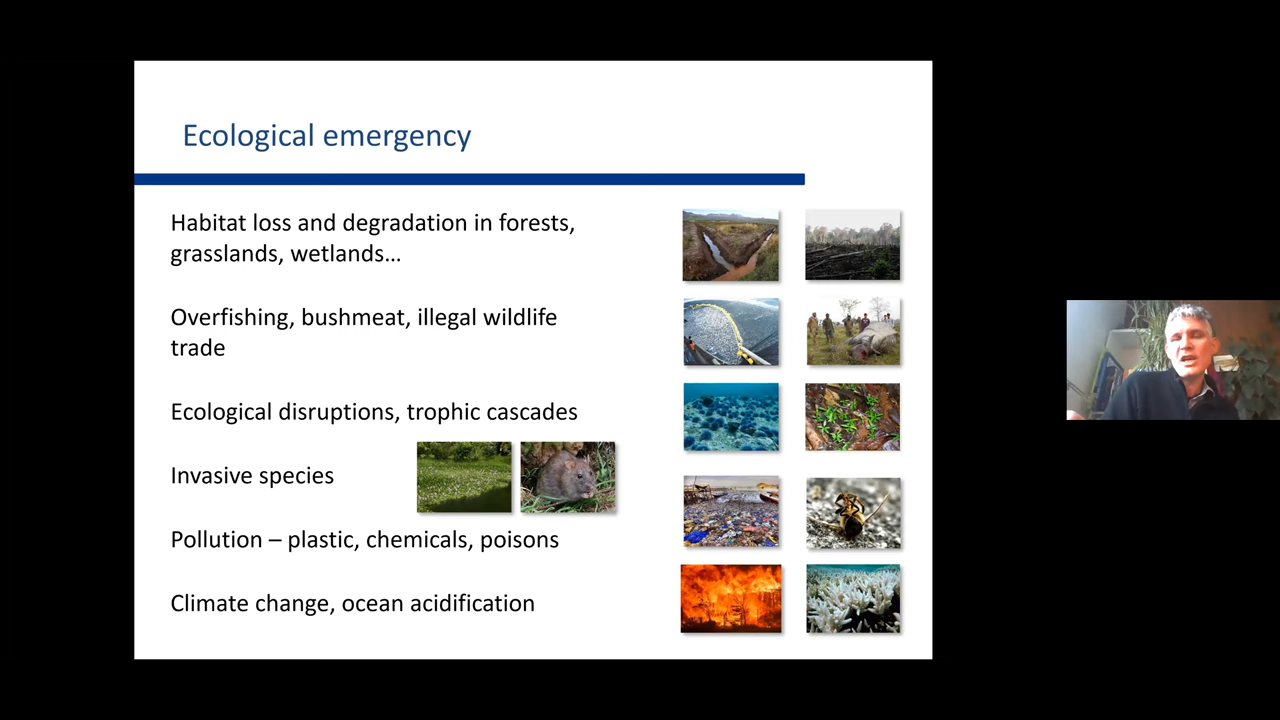 Ecological emergency
Habitat loss and degradation in forests,
grasslands, wetlands...
Overfishing, bushmeat, illegal wildlife
trade
Ecological disruptions, trophic cascades
Invasive species
Pollution – plastic, chemicals, poisons
Climate change, ocean acidification